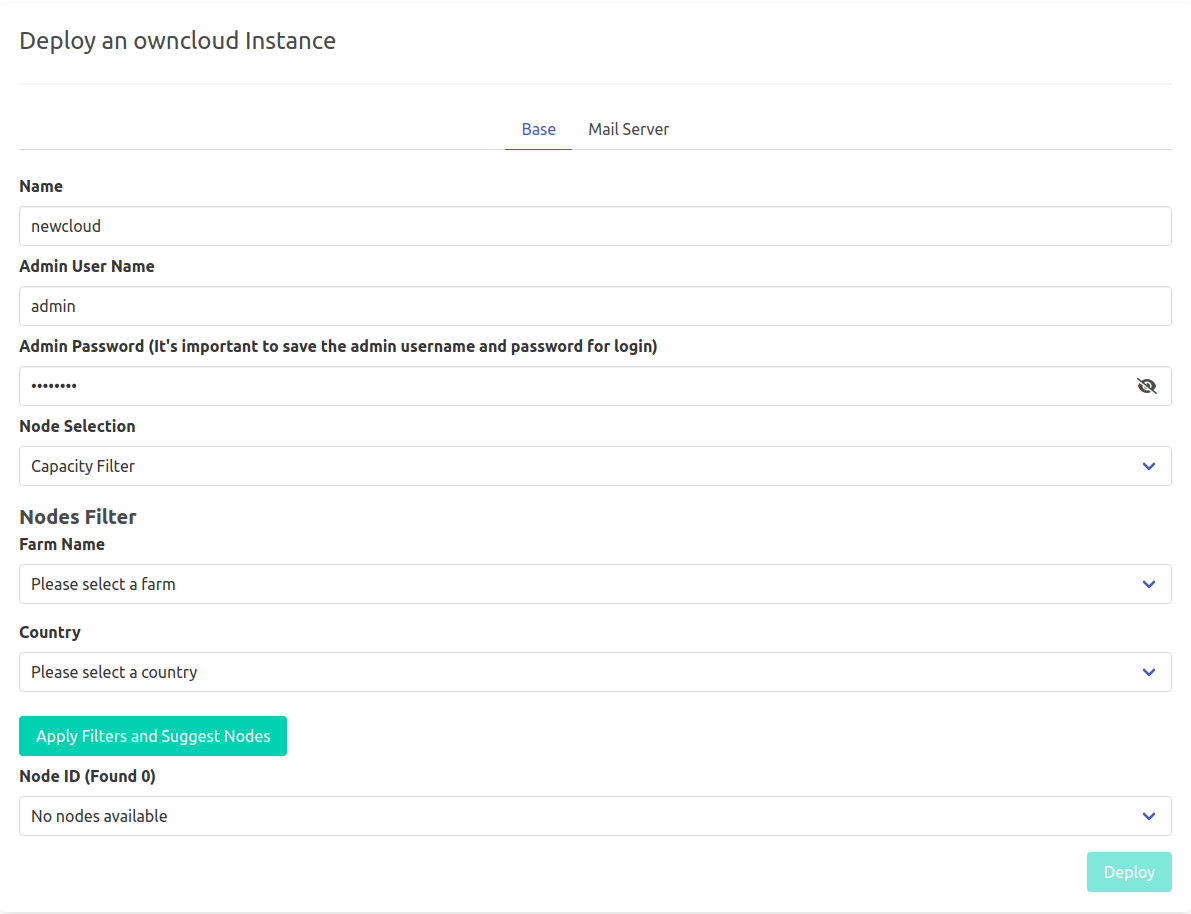 Deploy an owncloud Instance
Base
Mail Server
Name
newcloud
Admin User Name
admin
Admin Password (It's important to save the admin username and password for login)
••••••••
Node Selection
Capacity Filter
Nodes Filter
Farm Name
Please select a farm
Country
Please select a country
Apply Filters and Suggest Nodes
Node ID (Found 0)
No nodes available
Deploy